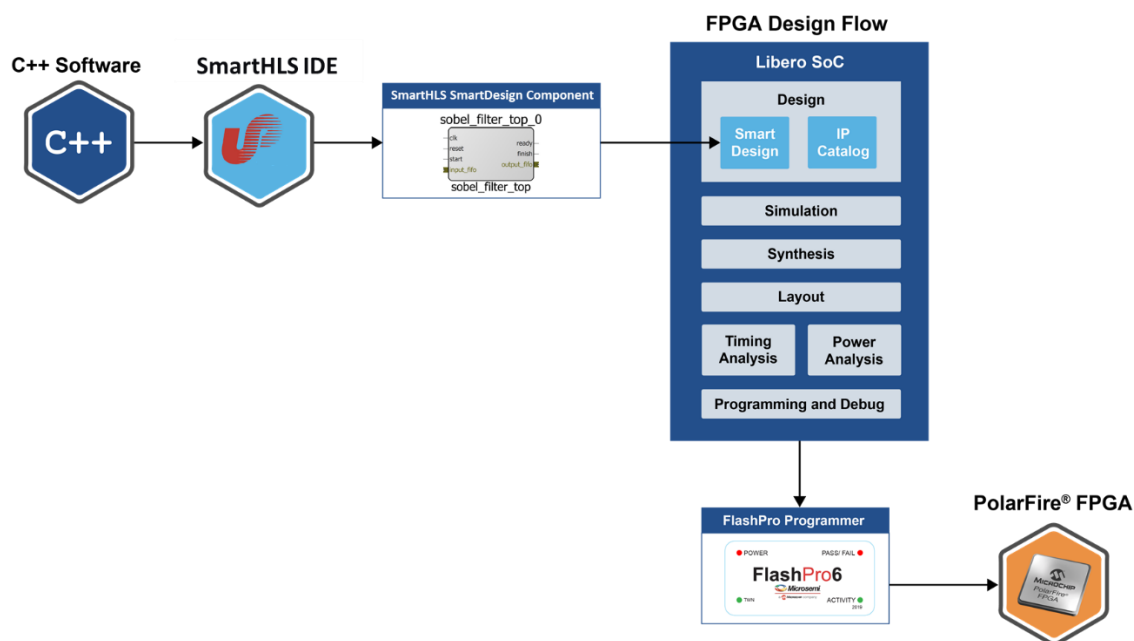 FPGA Design Flow
C++ Software
SmartHLS IDE
C++
SmartHLS SmartDesign Component
sobel_filter_top_0
clk
reset
start
input_fifo
ready
finish
output_fifo
sobel_filter_top
Libero SoC
Design
Smart
Design
IP
Catalog
Simulation
Synthesis
Layout
Timing
Analysis
Power
Analysis
Programming and Debug
FlashPro Programmer
POWER
PASS/ FAIL
FlashPro6
Microsemi
ACTIVITY
2019
PolarFire® FPGA
MICROCHIP
PolarFire®
FPGA